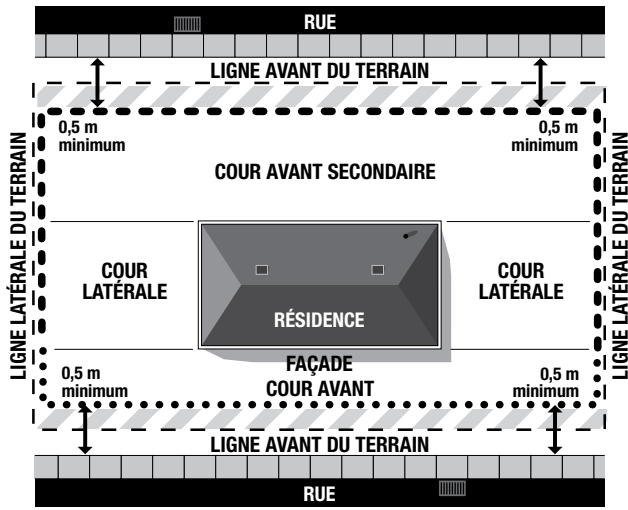 RUE
LIGNE AVANT DU TERRAIN
0,5 m
minimum
0,5 m
minimum
COUR AVANT SECONDAIRE
LIGNE LATÉRALE DU TERRAIN
LIGNE LATÉRALE DU TERRAIN
COUR
LATÉRALE
COUR
LATÉRALE
RÉSIDENCE
FAÇADE
COUR AVANT
0,5 m
minimum
0,5 m
minimum
LIGNE AVANT DU TERRAIN
RUE